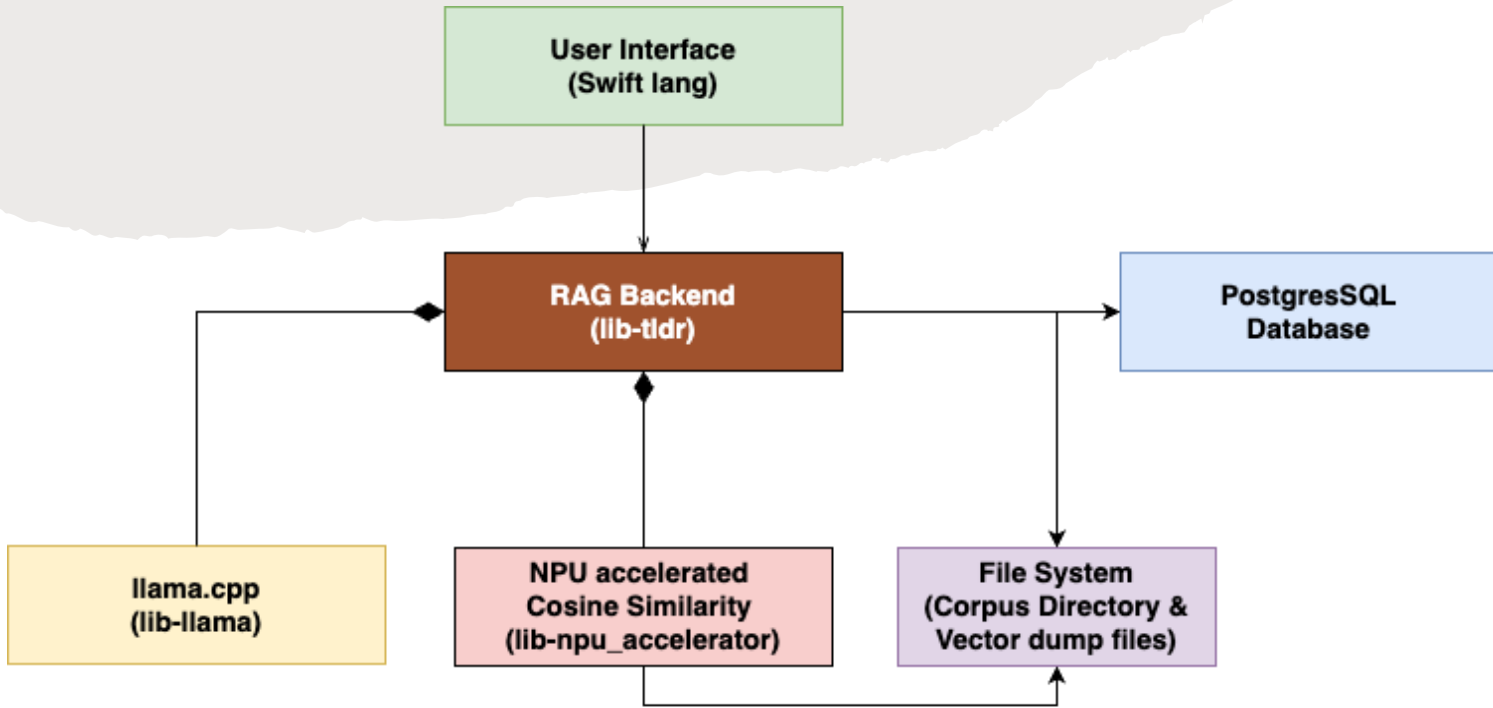 User Interface
(Swift lang)
RAG Backend
(lib-tldr)
PostgresSQL
Database
llama.cpp
(lib-llama)
NPU accelerated
Cosine Similarity
(lib-npu_accelerator)
File System
(Corpus Directory &
Vector dump files)